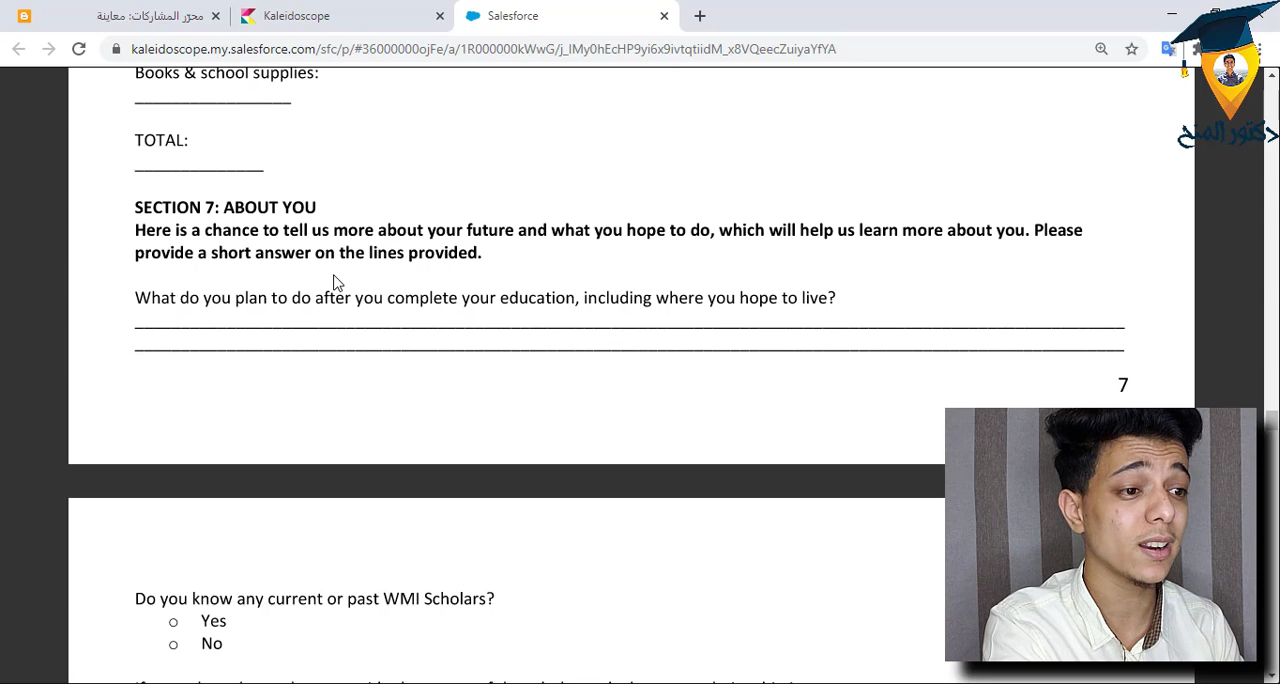 محرّر المشاركات: معاينة
Kaleidoscope
Salesforce
kaleidoscope.my.salesforce.com/sfc/p/#36000000ojFe/a/1R000000kWwG/j_IMy0hEcHP9yi6x9ivtqtiidM_x8VQeecZuiyaYfYA
دكتور المنح
Books & school supplies:
TOTAL:
SECTION 7: ABOUT YOU
Here is a chance to tell us more about your future and what you hope to do, which will help us learn more about you. Please
provide a short answer on the lines provided.
What do you plan to do after you complete your education, including where you hope to live?
7
Do you know any current or past WMI Scholars?
o Yes
o No